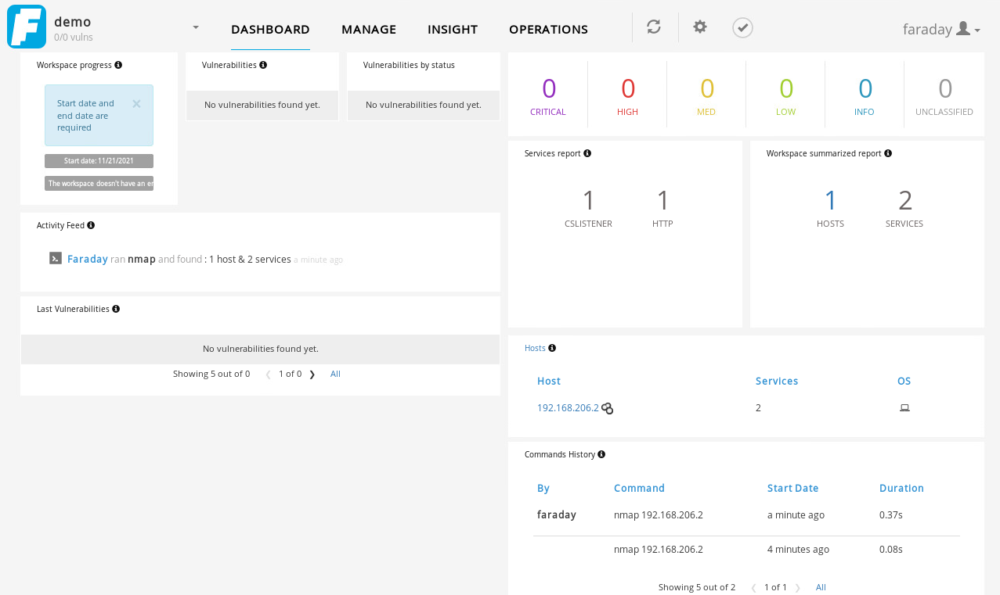 demo
0/0 vulns
DASHBOARD MANAGE INSIGHT OPERATIONS
faraday
Workspace progress
Start date and
end date are
required
×
Start date: 11/21/2021
The workspace doesn't have an en
Vulnerabilities
No vulnerabilities found yet.
Vulnerabilities by status
No vulnerabilities found yet.
0 0 0 0 0 0
CRITICAL HIGH MED LOW INFO UNCLASSIFIED
Services report
1 1
CSLISTENER HTTP
Workspace summarized report
1 2
HOSTS SERVICES
Activity Feed
Faraday ran nmap and found : 1 host & 2 services a minute ago
Last Vulnerabilities
No vulnerabilities found yet.
Showing 5 out of 0 ❮ 1 of 0 ❯ All
Hosts
Host Services OS
192.168.206.2 2
Commands History
By Command Start Date Duration
faraday nmap 192.168.206.2 a minute ago 0.37s
nmap 192.168.206.2 4 minutes ago 0.08s
Showing 5 out of 2 ❮ 1 of 1 ❯ All